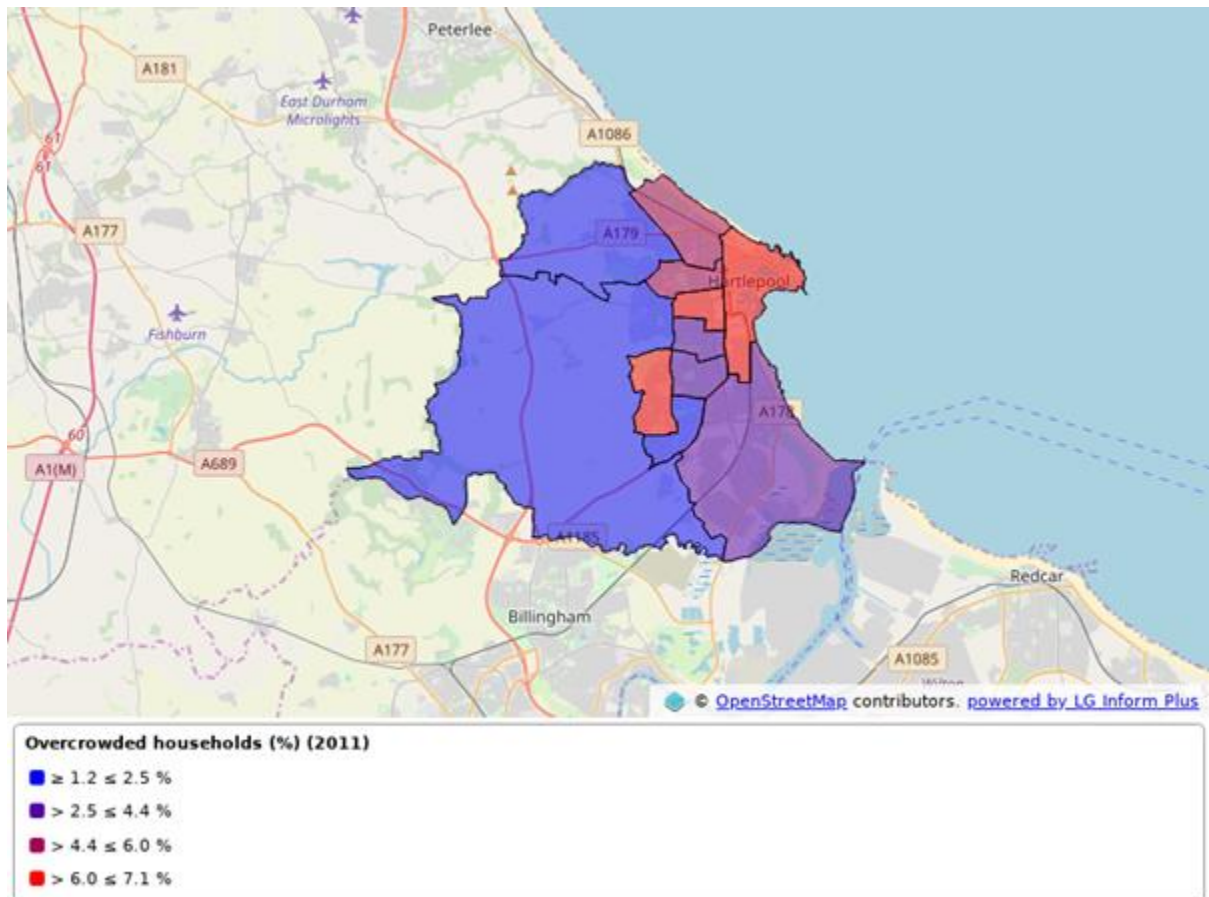 Peterlee
A181
East Durham
Microlights
A1086
61
61
A177
A179
Hartlepool
Fishburn
A178
60
A689
A1(M)
A1185
Redcar
Billingham
A177
A1085
Wilton
© OpenStreetMap contributors. powered by LG Inform Plus
Overcrowded households (%) (2011)
≥ 1.2 ≤ 2.5 %
> 2.5 ≤ 4.4 %
> 4.4 ≤ 6.0 %
> 6.0 ≤ 7.1 %